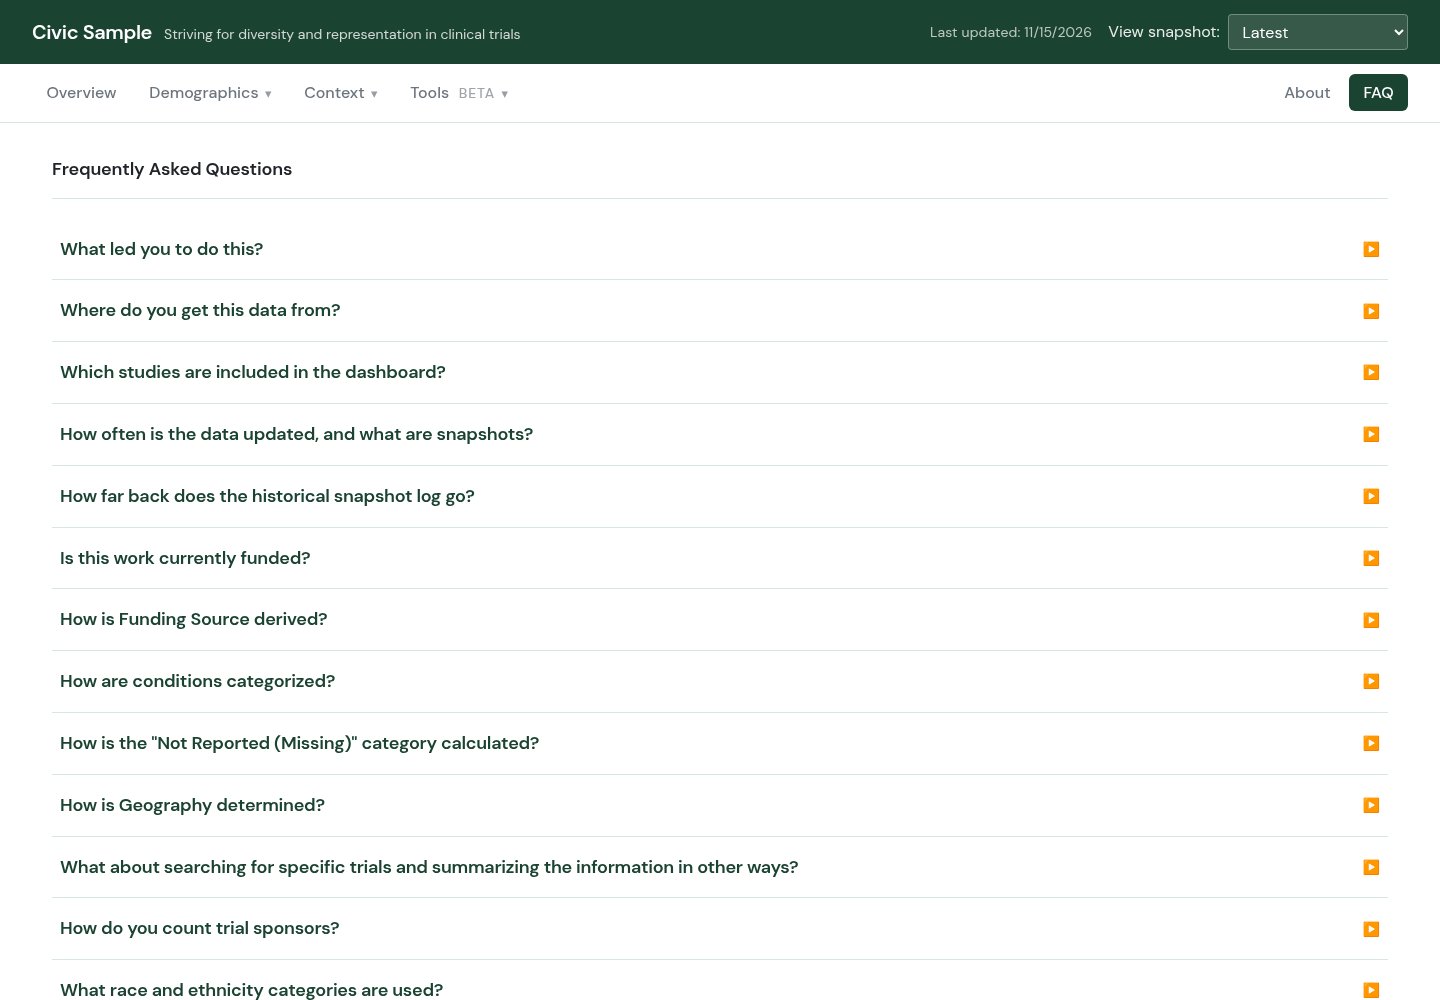 Civic Sample Striving for diversity and representation in clinical trials Last updated: 11/15/2026 View snapshot: Latest
Overview Demographics ▾ Context ▾ Tools BETA ▾ About FAQ
Frequently Asked Questions
What led you to do this?
Where do you get this data from?
Which studies are included in the dashboard?
How often is the data updated, and what are snapshots?
How far back does the historical snapshot log go?
Is this work currently funded?
How is Funding Source derived?
How are conditions categorized?
How is the "Not Reported (Missing)" category calculated?
How is Geography determined?
What about searching for specific trials and summarizing the information in other ways?
How do you count trial sponsors?
What race and ethnicity categories are used?